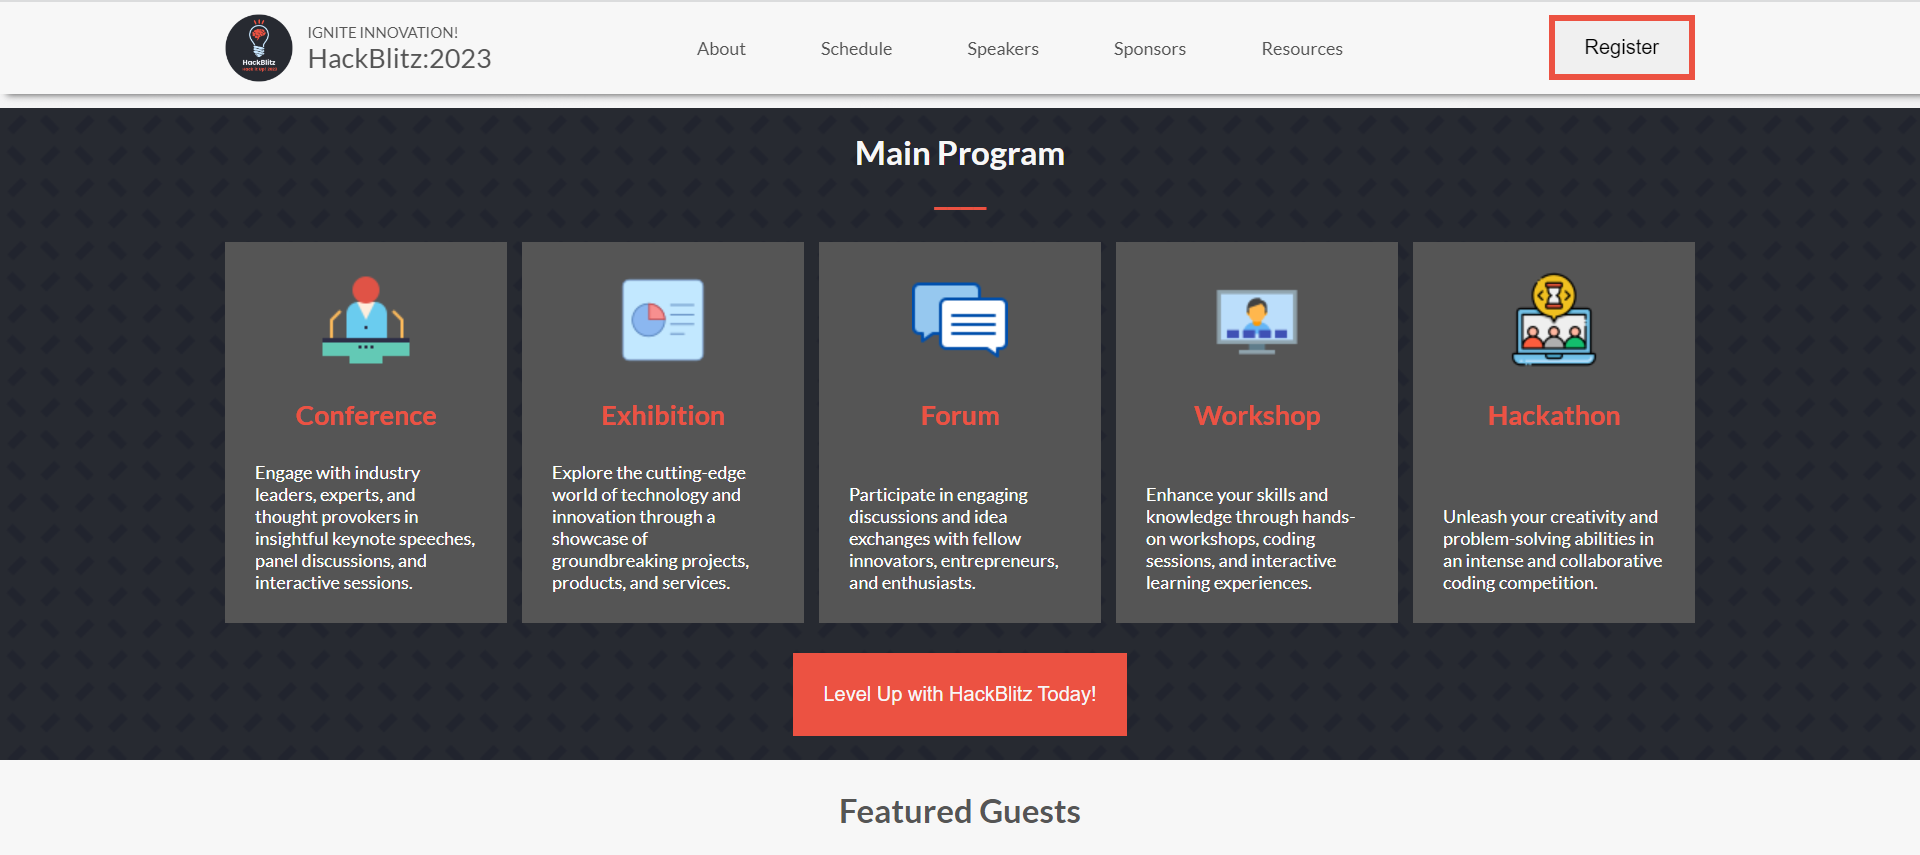 HackBlitz
IGNITE INNOVATION!
HackBlitz:2023
About
Schedule
Speakers
Sponsors
Resources
Register
Main Program
Conference
Engage with industry
leaders, experts, and
thought provokers in
insightful keynote speeches,
panel discussions, and
interactive sessions.
Exhibition
Explore the cutting-edge
world of technology and
innovation through a
showcase of
groundbreaking projects,
products, and services.
Forum
Participate in engaging
discussions and idea
exchanges with fellow
innovators, entrepreneurs,
and enthusiasts.
Workshop
Enhance your skills and
knowledge through hands-
on workshops, coding
sessions, and interactive
learning experiences.
Hackathon
Unleash your creativity and
problem-solving abilities in
an intense and collaborative
coding competition.
Level Up with HackBlitz Today!
Featured Guests